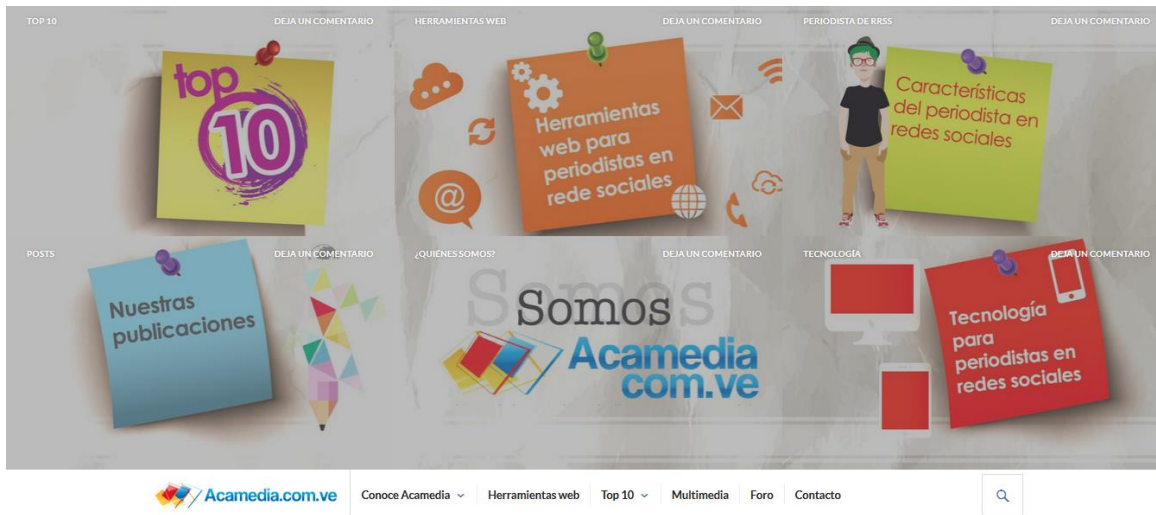 TOP 10
DEJA UN COMENTARIO
top
10
HERRAMIENTAS WEB
DEJA UN COMENTARIO
Herramientas
web para
periodistas en
rede sociales
@
PERIODISTA DE RRSS
DEJA UN COMENTARIO
Características
del periodista en
redes sociales
POSTS
DEJA UN COMENTARIO
Nuestras
publicaciones
¿QUIÉNES SOMOS?
DEJA UN COMENTARIO
Somos
Acamedia
com.ve
TECNOLOGÍA
DEJA UN COMENTARIO
Tecnología
para
periodistas en
redes sociales
Acamedia.com.ve Conoce Acamedia Herramientas web Top 10 Multimedia Foro Contacto